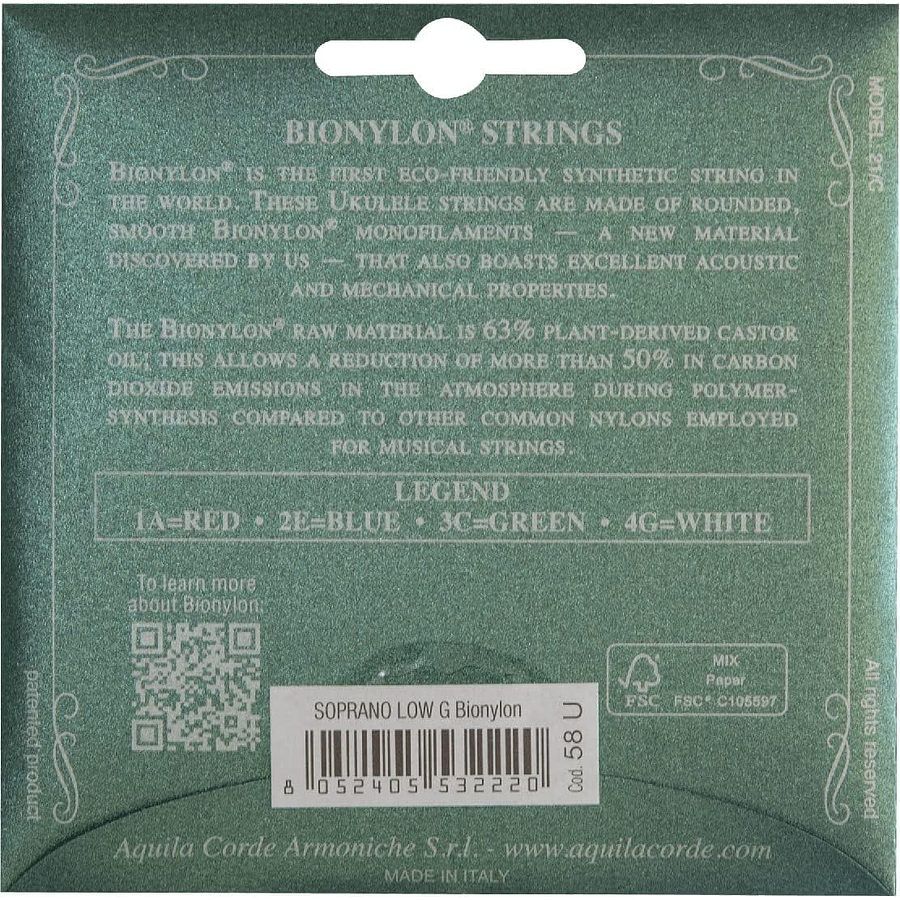 BIONYLON® STRINGS
BIONYLON® IS THE FIRST ECO-FRIENDLY SYNTHETIC STRING IN
THE WORLD. THESE UKULELE STRINGS ARE MADE OF ROUNDED,
SMOOTH BIONYLON® MONOFILAMENTS — A NEW MATERIAL
DISCOVERED BY US — THAT ALSO BOASTS EXCELLENT ACOUSTIC
AND MECHANICAL PROPERTIES.
THE BIONYLON® RAW MATERIAL IS 63% PLANT-DERIVED CASTOR
OIL; THIS ALLOWS A REDUCTION OF MORE THAN 50% IN CARBON
DIOXIDE EMISSIONS IN THE ATMOSPHERE DURING POLYMER-
SYNTHESIS COMPARED TO OTHER COMMON NYLONS EMPLOYED
FOR MUSICAL STRINGS.
LEGEND
1A=RED • 2E=BLUE • 3C=GREEN • 4G=WHITE
To learn more
about Bionylon:
MIX
Paper
FSC
FSC® C105597
SOPRANO LOW G Bionylon
8 052405 532220
Cod. 58 U
patented product
All rights reserved
MODEL: 217C
Aquila Corde Armoniche S.r.l. - www.aquilacorde.com
MADE IN ITALY